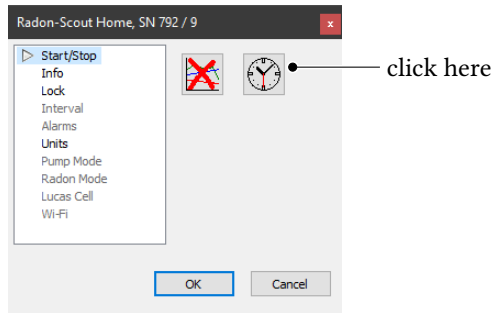 Radon-Scout Home, SN 792 / 9
x
Start/Stop
Info
Lock
Interval
Alarms
Units
Pump Mode
Radon Mode
Lucas Cell
Wi-Fi
click here
OK
Cancel